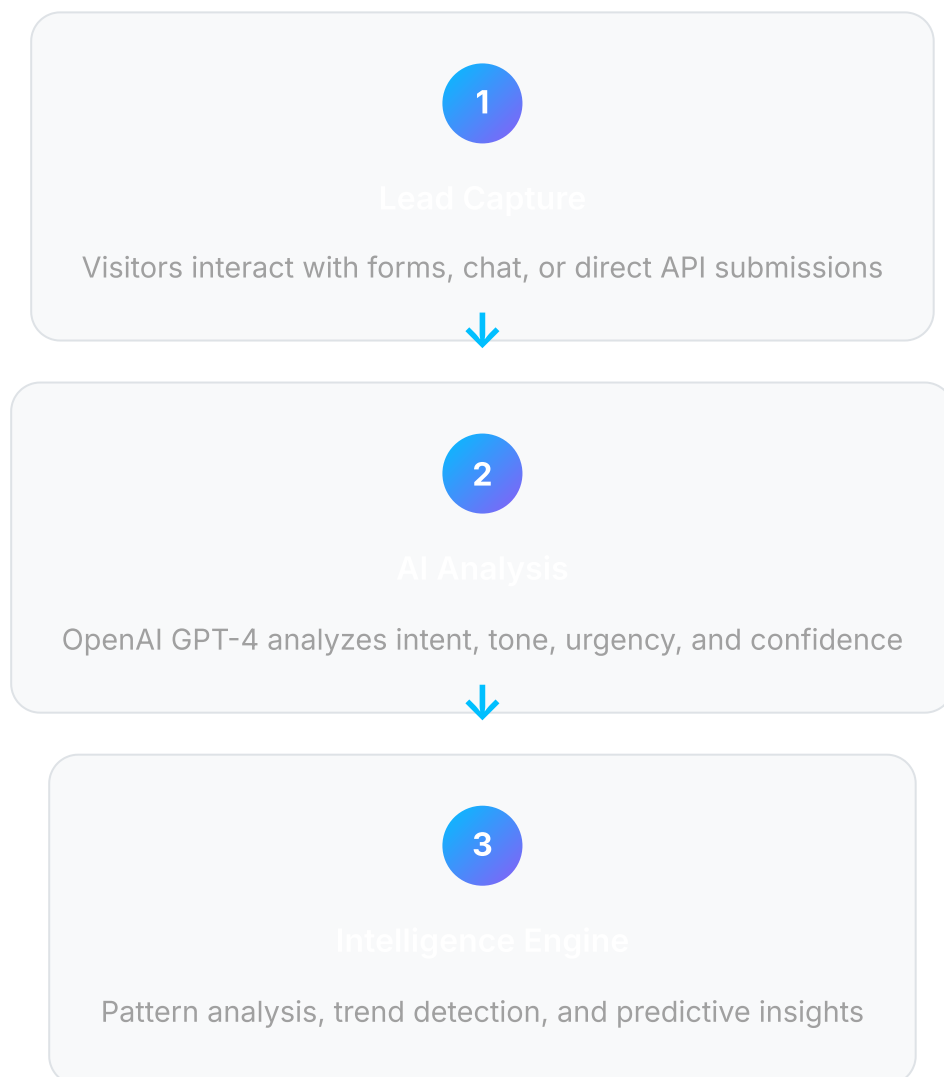 1
Lead Capture
Visitors interact with forms, chat, or direct API submissions
2
AI Analysis
OpenAI GPT-4 analyzes intent, tone, urgency, and confidence
3
Intelligence Engine
Pattern analysis, trend detection, and predictive insights